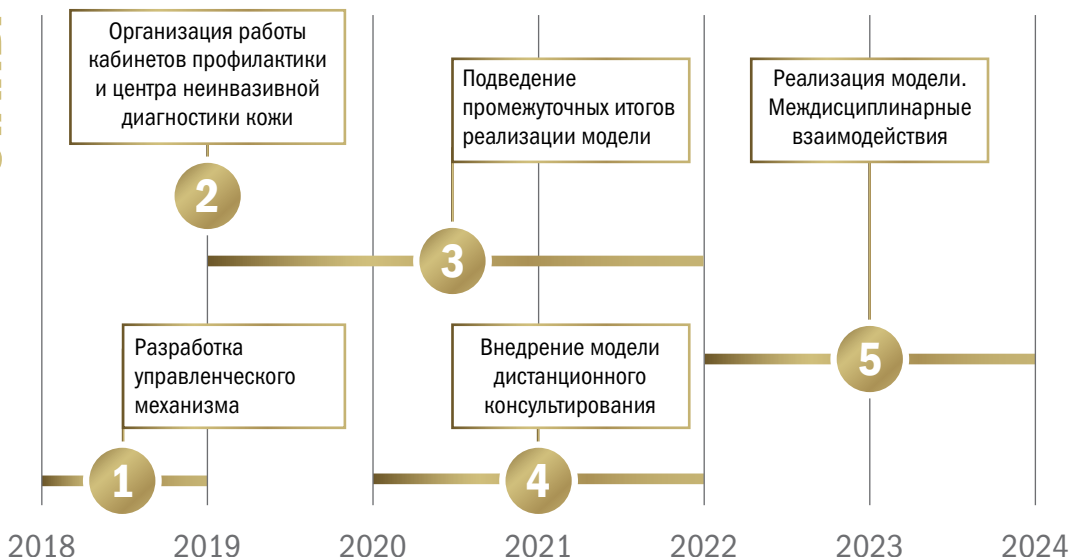 Организация работы
кабинетов профилактики
и центра неинвазивной
диагностики кожи
2
Подведение
промежуточных итогов
реализации модели
3
Реализация модели.
Междисциплинарные
взаимодействия
5
Разработка
управленческого
механизма
1
Внедрение модели
дистанционного
консультирования
4
2018 2019 2020 2021 2022 2023 2024